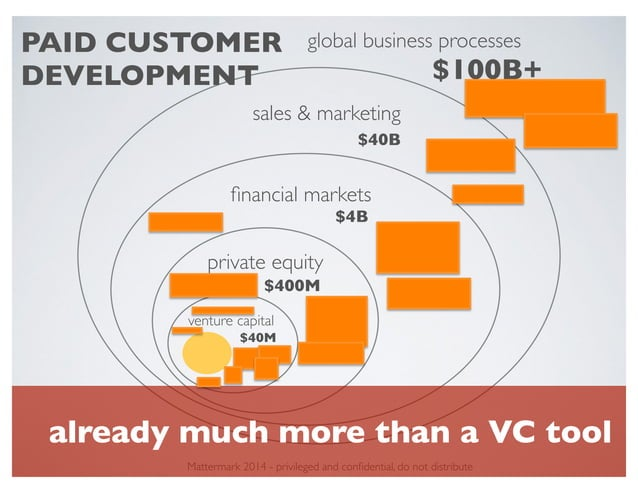 PAID CUSTOMER
DEVELOPMENT
global business processes
$100B+
sales & marketing
$40B
financial markets
$4B
private equity
$400M
venture capital
$40M
already much more than a VC tool
Mattermark 2014 - privileged and confidential, do not distribute